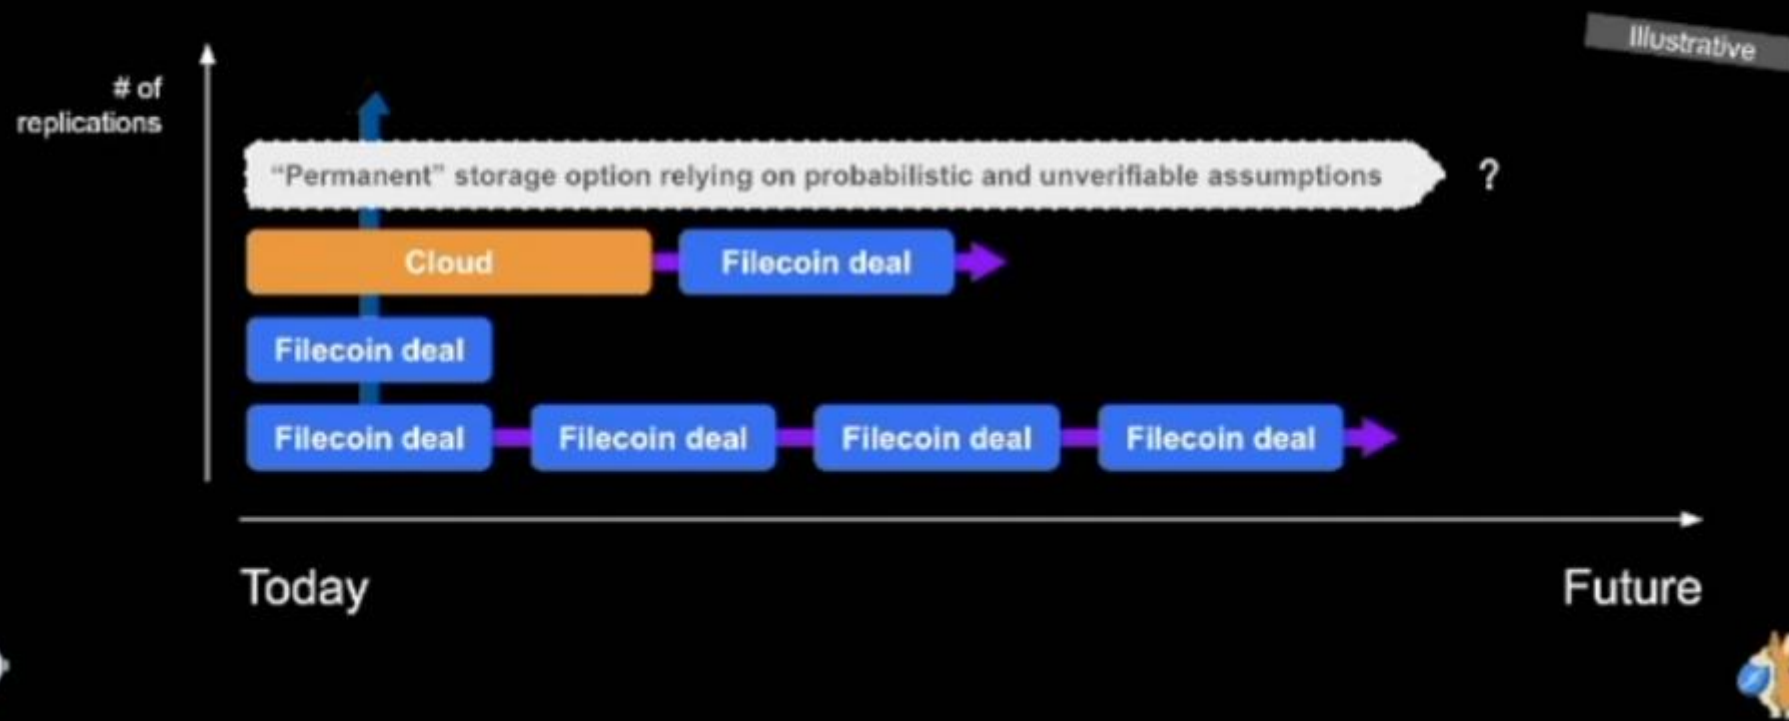 Illustrative
# of
replications
“Permanent” storage option relying on probabilistic and unverifiable assumptions
?
Cloud
Filecoin deal
Filecoin deal
Filecoin deal
Filecoin deal
Filecoin deal
Filecoin deal
Today
Future